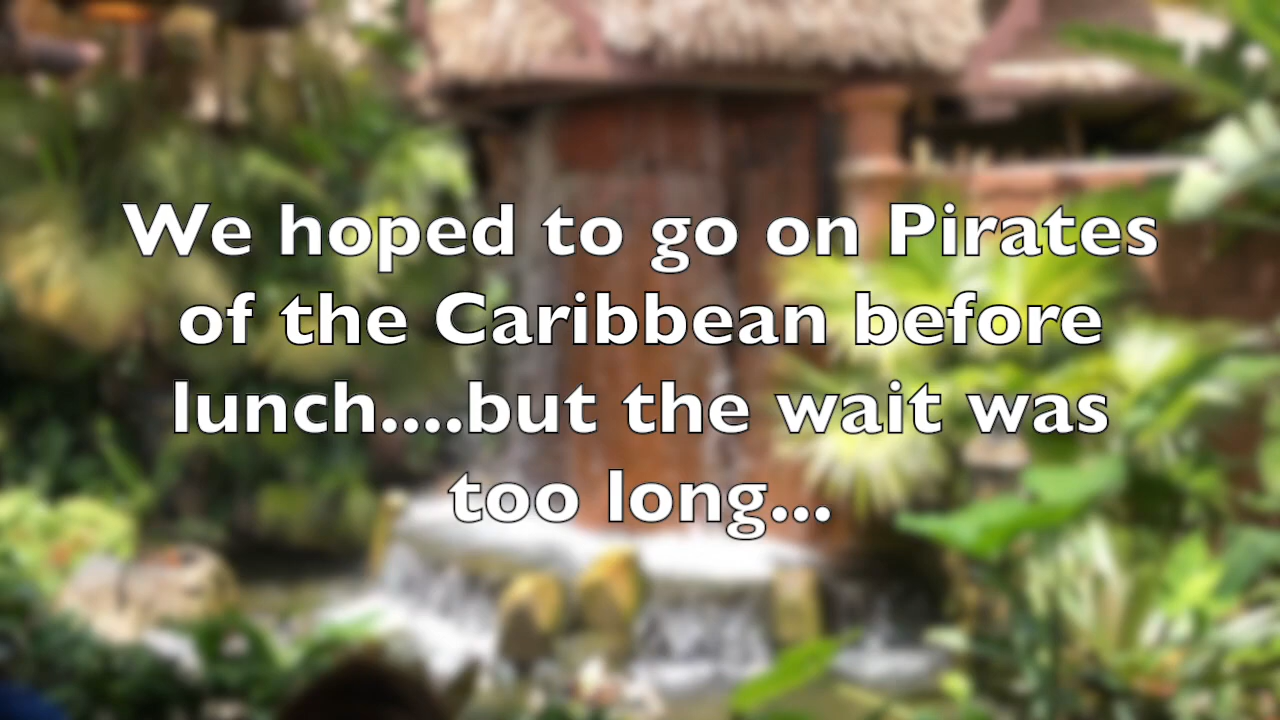 We hoped to go on Pirates
of the Caribbean before
lunch....but the wait was
too long...